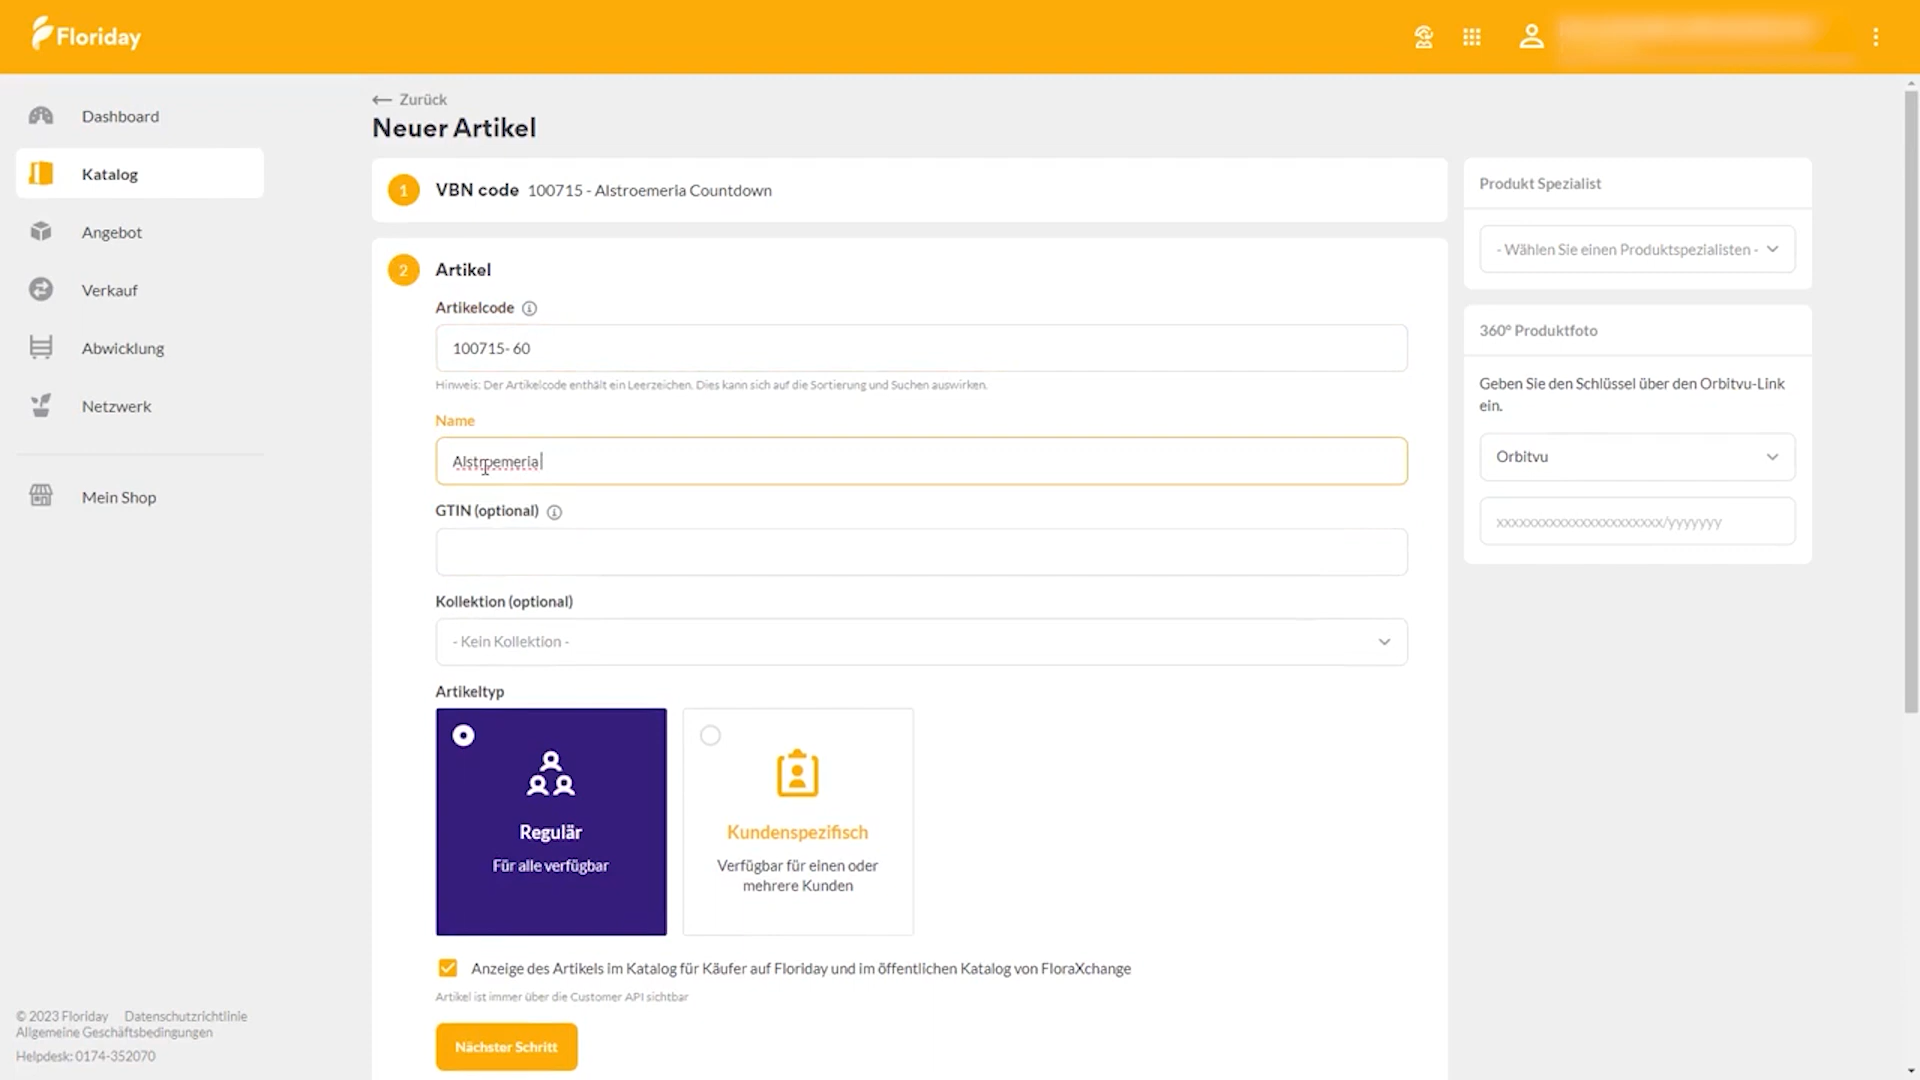 Floriday
Dashboard
Katalog
Angebot
Verkauf
Abwicklung
Netzwerk
Mein Shop
© 2023 Floriday Datenschutzrichtlinie
Allgemeine Geschäftsbedingungen
Helpdesk: 0174-352070
Zurück
Neuer Artikel
1 VBN code 100715 - Alstroemeria Countdown
2 Artikel
Artikelcode
100715- 60
Hinweis: Der Artikelcode enthält ein Leerzeichen. Dies kann sich auf die Sortierung und Suchen auswirken.
Name
Alstroemeria
GTIN (optional)
Kollektion (optional)
- Kein Kollektion -
Artikeltyp
Regulär
Für alle verfügbar
Kundenspezifisch
Verfügbar für einen oder
mehrere Kunden
Anzeige des Artikels im Katalog für Käufer auf Floriday und im öffentlichen Katalog von FloraXchange
Artikel ist immer über die Customer API sichtbar
Nächster Schritt
Produkt Spezialist
- Wählen Sie einen Produktspezialisten -
360° Produktfoto
Geben Sie den Schlüssel über den Orbitvu-Link
ein.
Orbitvu
xxxxxxxxxxxxxxxxxxxxxx/yyyyyyy